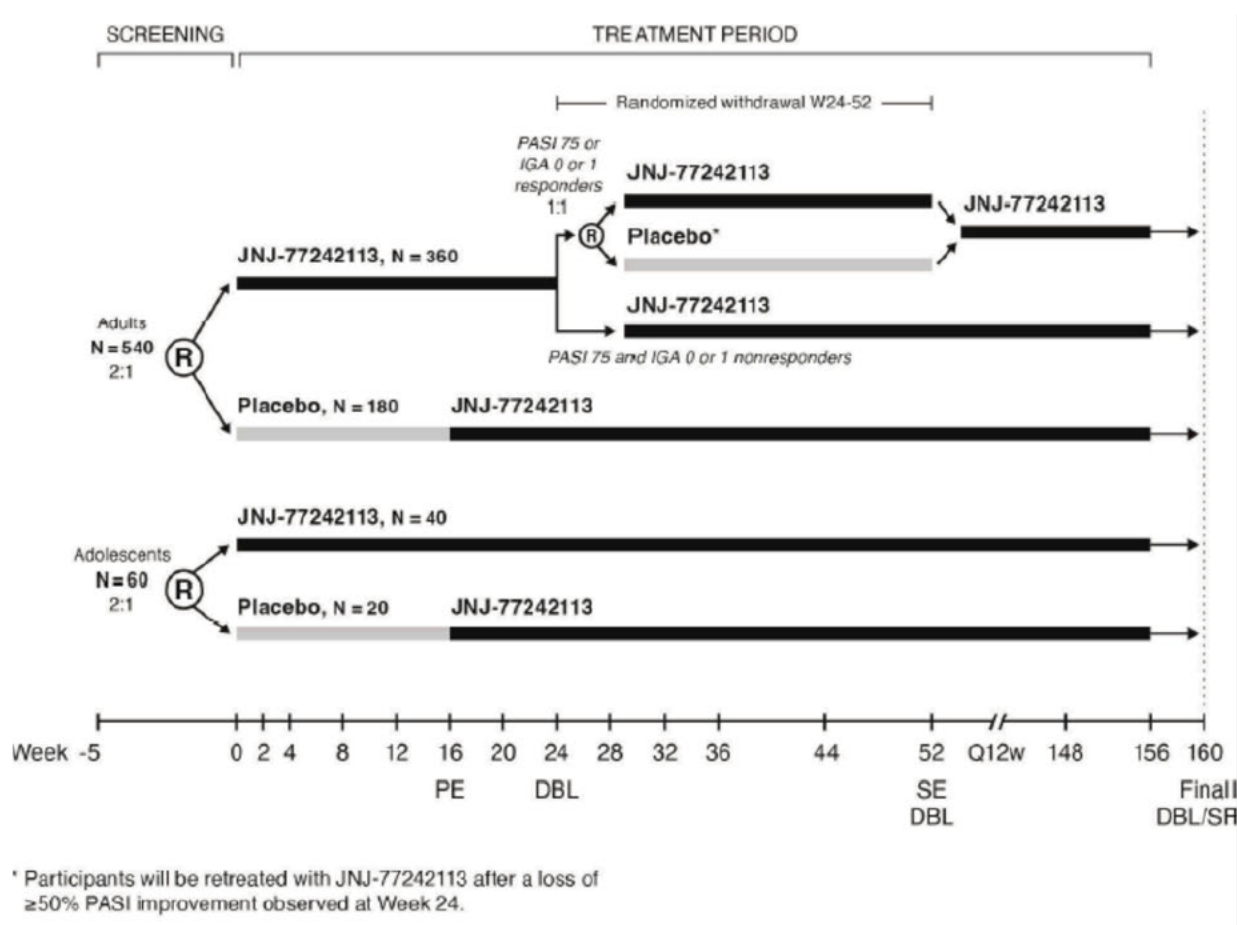 SCREENING
TREATMENT PERIOD
Randomized withdrawal W24-52
PASI 75 or
IGA 0 or 1
responders
1:1
JNJ-77242113
JNJ-77242113
R
Placebo*
JNJ-77242113, N = 360
JNJ-77242113
Adults
N = 540
2:1
R
PASI 75 and IGA 0 or 1 nonresponders
Placebo, N = 180
JNJ-77242113
JNJ-77242113, N = 40
Adolescents
N = 60
2:1
R
Placebo, N = 20
JNJ-77242113
Week -5 0 2 4 8 12 16 20 24 28 32 36 44 52 Q12w 148 156 160
PE DBL SE Finall
DBL DBL/SR
* Participants will be retreated with JNJ-77242113 after a loss of
≥50% PASI improvement observed at Week 24.